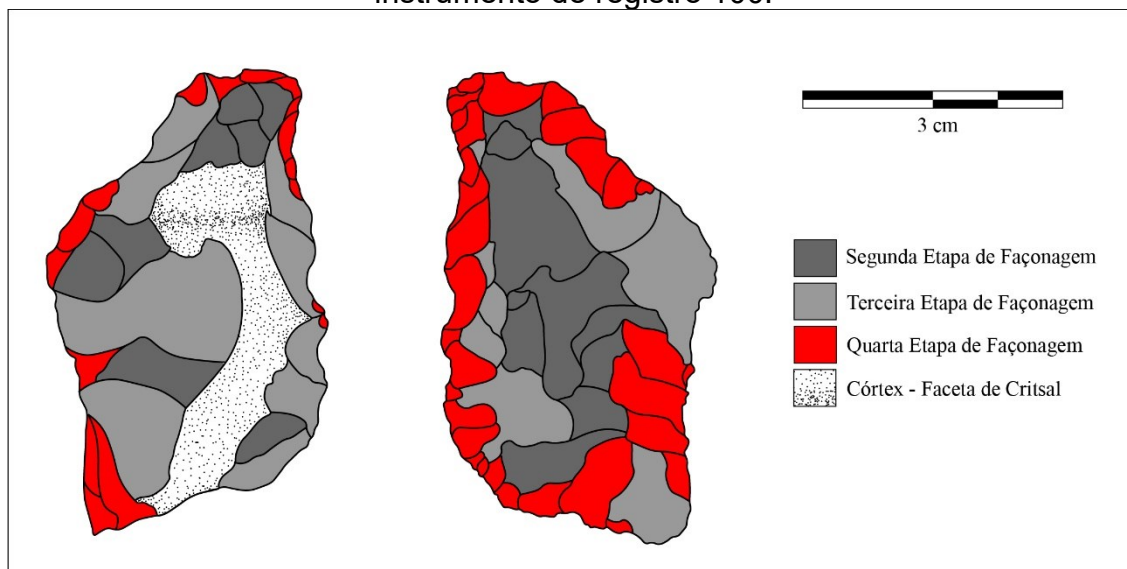 3 cm
Segunda Etapa de Façonagem
Terceira Etapa de Façonagem
Quarta Etapa de Façonagem
Córtex - Faceta de Critsal